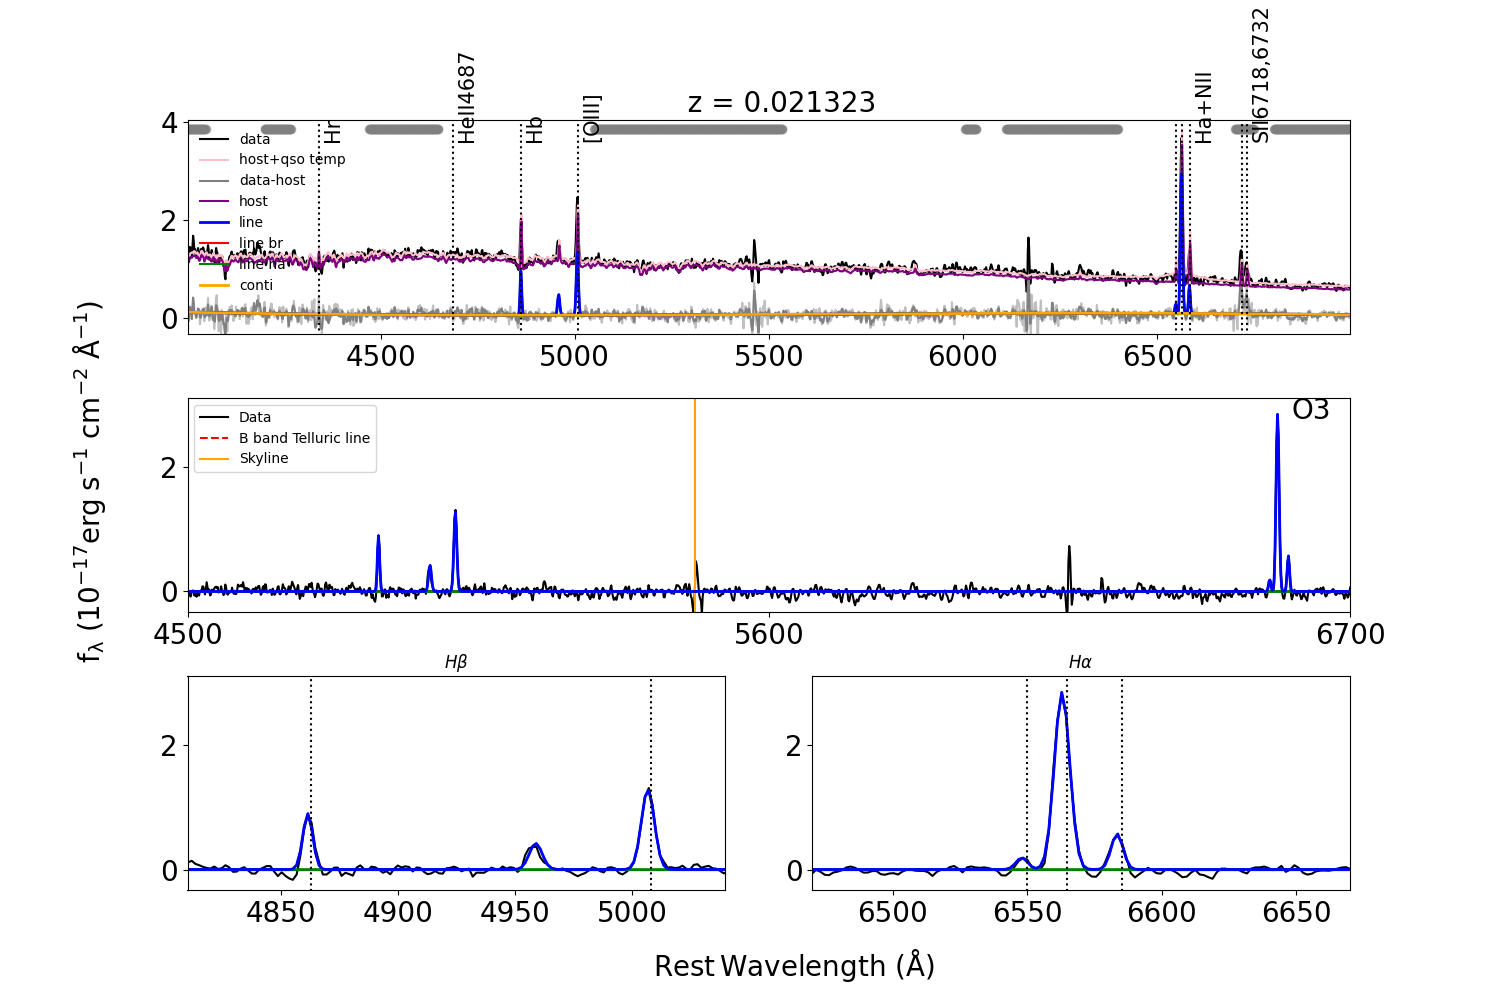 z = 0.021323
Hr
HeII4687
Hb
[OIII]
Ha+NII
SII6718,6732
4
2
0
data
host+qso temp
data-host
host
line
line br
line na
conti
4500
5000
5500
6000
6500
fλ (10−17erg s−1 cm−2 Å−1)
2
0
Data
B band Telluric line
Skyline
O3
4500
5600
6700
Hβ
2
0
4850
4900
4950
5000
Hα
2
0
6500
6550
6600
6650
Rest Wavelength (Å)